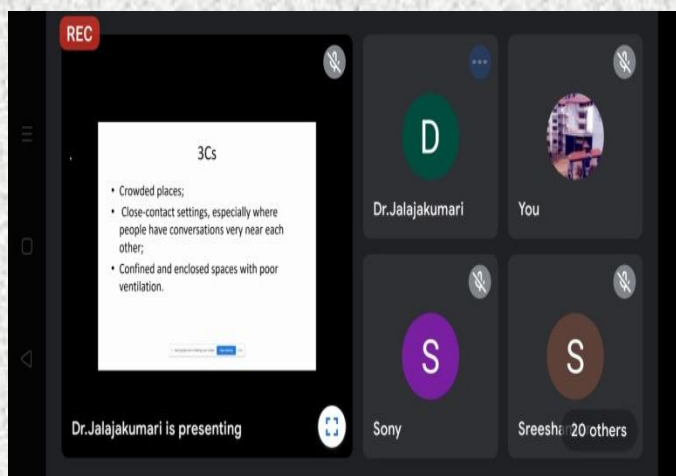 REC
3Cs
• Crowded places;
• Close-contact settings, especially where
people have conversations very near each
other;
• Confined and enclosed spaces with poor
ventilation.
Dr.Jalajakumari is presenting
D
Dr.Jalajakumari
You
S
Sony
S
20 others